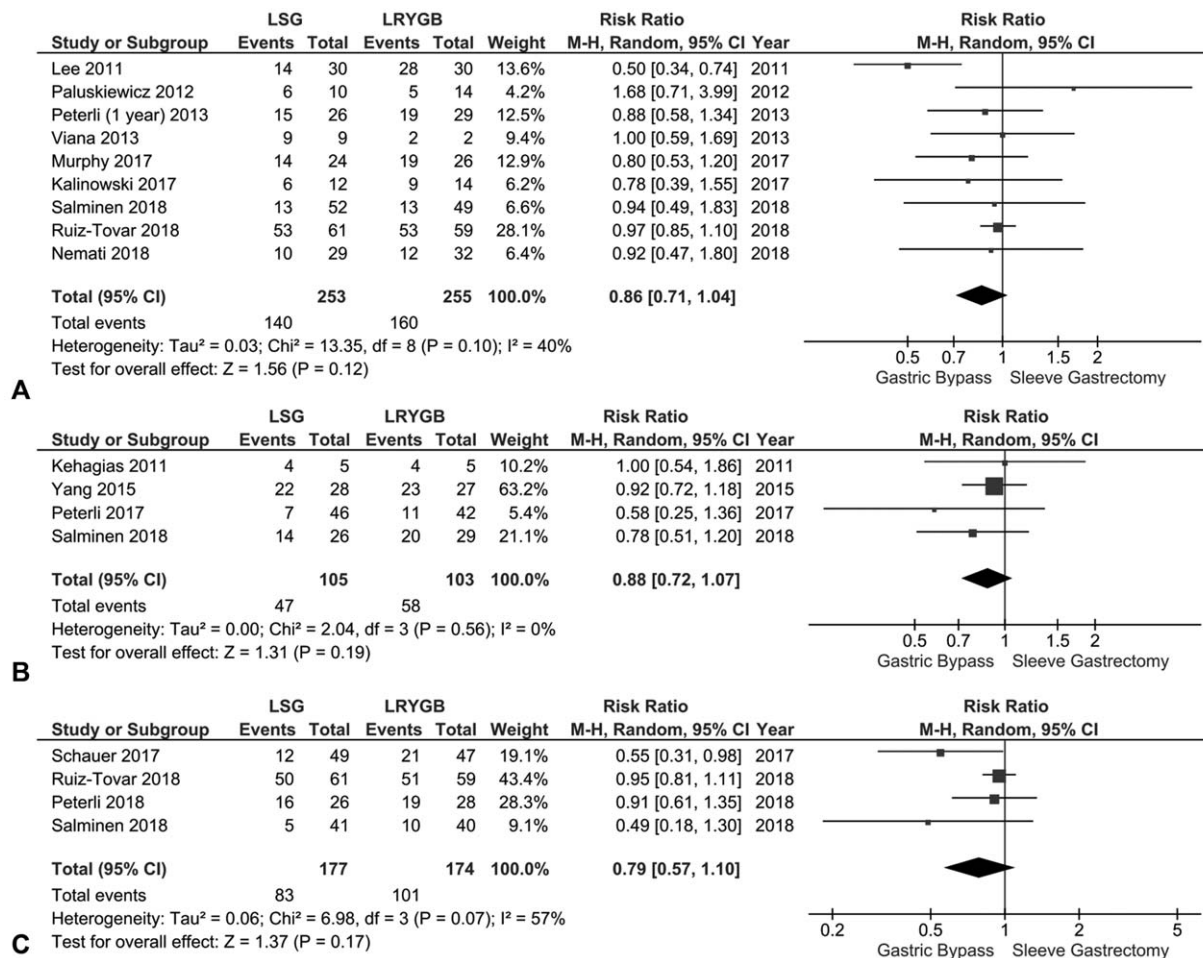 LSG LRYGB Risk Ratio Risk Ratio
Study or Subgroup Events Total Events Total Weight M-H, Random, 95% CI Year M-H, Random, 95% CI
Lee 2011 14 30 28 30 13.6% 0.50 [0.34, 0.74] 2011
Paluskiewicz 2012 6 10 5 14 4.2% 1.68 [0.71, 3.99] 2012
Peterli (1 year) 2013 15 26 19 29 12.5% 0.88 [0.58, 1.34] 2013
Viana 2013 9 9 2 2 9.4% 1.00 [0.59, 1.69] 2013
Murphy 2017 14 24 19 26 12.9% 0.80 [0.53, 1.20] 2017
Kalinowski 2017 6 12 9 14 6.2% 0.78 [0.39, 1.55] 2017
Salminen 2018 13 52 13 49 6.6% 0.94 [0.49, 1.83] 2018
Ruiz-Tovar 2018 53 61 53 59 28.1% 0.97 [0.85, 1.10] 2018
Nemati 2018 10 29 12 32 6.4% 0.92 [0.47, 1.80] 2018
Total (95% CI) 253 255 100.0% 0.86 [0.71, 1.04]
Total events 140 160
Heterogeneity: Tau² = 0.03; Chi² = 13.35, df = 8 (P = 0.10); I² = 40%
Test for overall effect: Z = 1.56 (P = 0.12)
0.5 0.7 1 1.5 2
Gastric Bypass Sleeve Gastrectomy
A
LSG LRYGB Risk Ratio Risk Ratio
Study or Subgroup Events Total Events Total Weight M-H, Random, 95% CI Year M-H, Random, 95% CI
Kehagias 2011 4 5 4 5 10.2% 1.00 [0.54, 1.86] 2011
Yang 2015 22 28 23 27 63.2% 0.92 [0.72, 1.18] 2015
Peterli 2017 7 46 11 42 5.4% 0.58 [0.25, 1.36] 2017
Salminen 2018 14 26 20 29 21.1% 0.78 [0.51, 1.20] 2018
Total (95% CI) 105 103 100.0% 0.88 [0.72, 1.07]
Total events 47 58
Heterogeneity: Tau² = 0.00; Chi² = 2.04, df = 3 (P = 0.56); I² = 0%
Test for overall effect: Z = 1.31 (P = 0.19)
0.5 0.7 1 1.5 2
Gastric Bypass Sleeve Gastrectomy
B
LSG LRYGB Risk Ratio Risk Ratio
Study or Subgroup Events Total Events Total Weight M-H, Random, 95% CI Year M-H, Random, 95% CI
Schauer 2017 12 49 21 47 19.1% 0.55 [0.31, 0.98] 2017
Ruiz-Tovar 2018 50 61 51 59 43.4% 0.95 [0.81, 1.11] 2018
Peterli 2018 16 26 19 28 28.3% 0.91 [0.61, 1.35] 2018
Salminen 2018 5 41 10 40 9.1% 0.49 [0.18, 1.30] 2018
Total (95% CI) 177 174 100.0% 0.79 [0.57, 1.10]
Total events 83 101
Heterogeneity: Tau² = 0.06; Chi² = 6.98, df = 3 (P = 0.07); I² = 57%
Test for overall effect: Z = 1.37 (P = 0.17)
0.2 0.5 1 2 5
Gastric Bypass Sleeve Gastrectomy
C